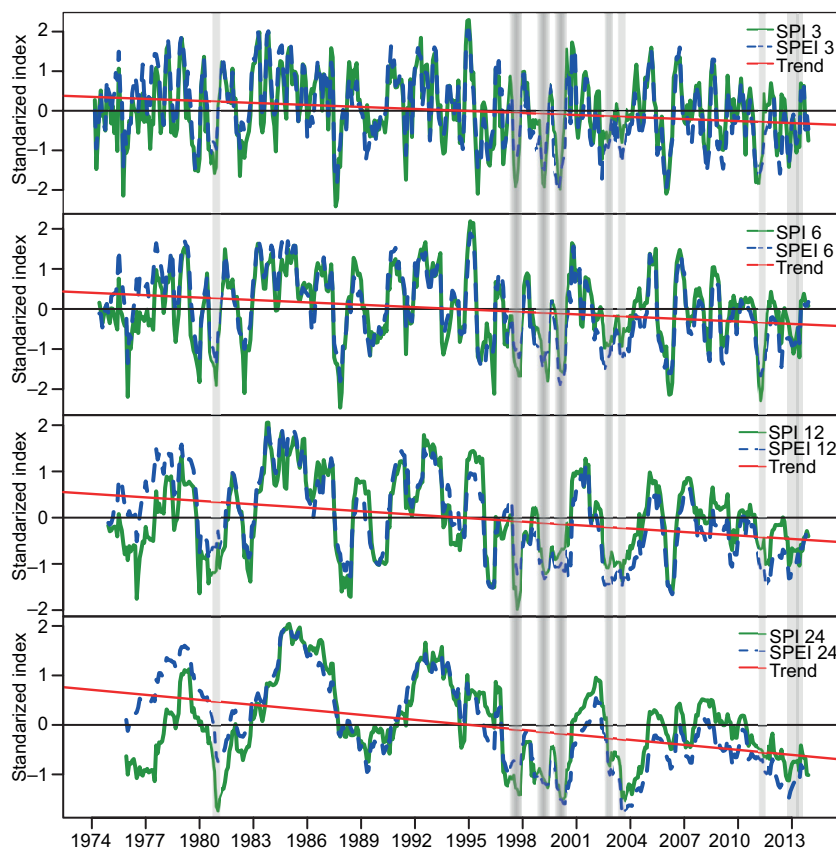 2
1
0
–1
–2
Standarized index
SPI 3
SPEI 3
Trend
2
1
0
–1
–2
Standarized index
SPI 6
SPEI 6
Trend
2
1
0
–1
–2
Standarized index
SPI 12
SPEI 12
Trend
2
1
0
–1
Standarized index
SPI 24
SPEI 24
Trend
1974 1977 1980 1983 1986 1989 1992 1995 1998 2001 2004 2007 2010 2013